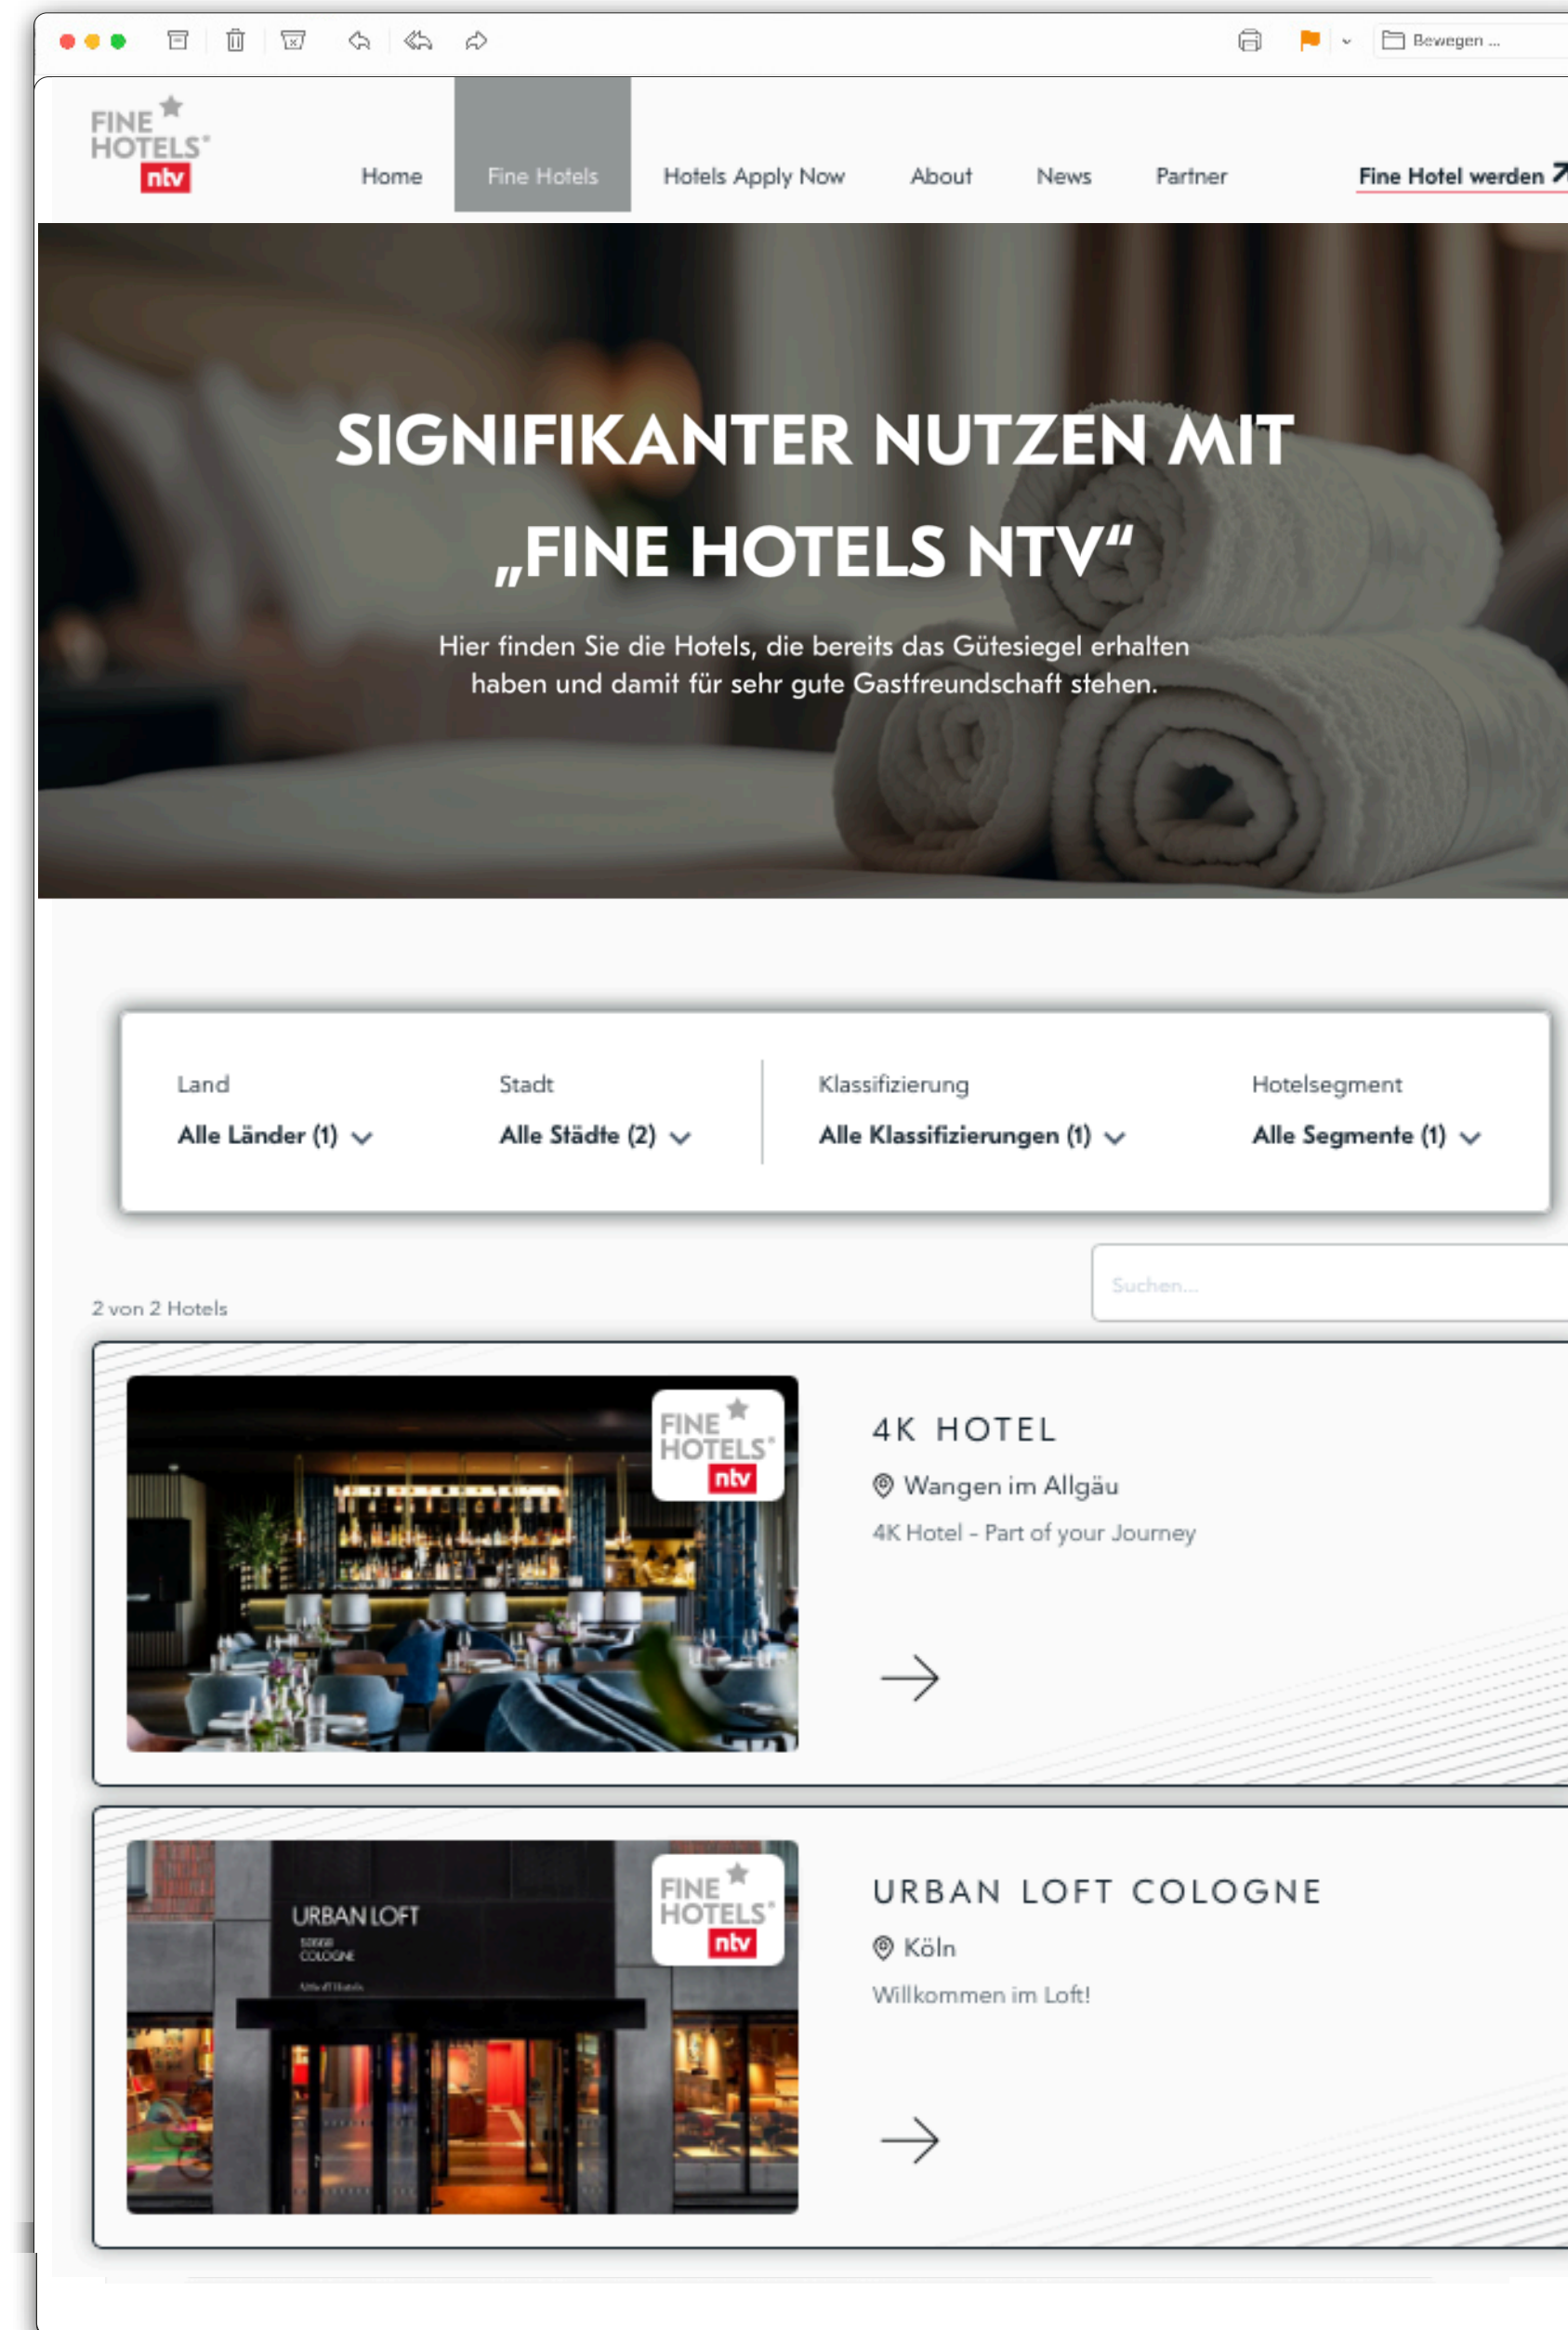 Bewegen ...
FINE
HOTELS®
ntv
Home
Fine Hotels
Hotels Apply Now
About
News
Partner
Fine Hotel werden
SIGNIFIKANTER NUTZEN MIT
„FINE HOTELS NTV“
Hier finden Sie die Hotels, die bereits das Gütesiegel erhalten
haben und damit für sehr gute Gastfreundschaft stehen.
Land
Stadt
Klassifizierung
Hotelsegment
Alle Länder (1)
Alle Städte (2)
Alle Klassifizierungen (1)
Alle Segmente (1)
Suchen...
2 von 2 Hotels
FINE
HOTELS®
ntv
4K HOTEL
Wangen im Allgäu
4K Hotel - Part of your Journey
URBAN LOFT
COLOGNE
FINE
HOTELS®
ntv
URBAN LOFT COLOGNE
Köln
Willkommen im Loft!